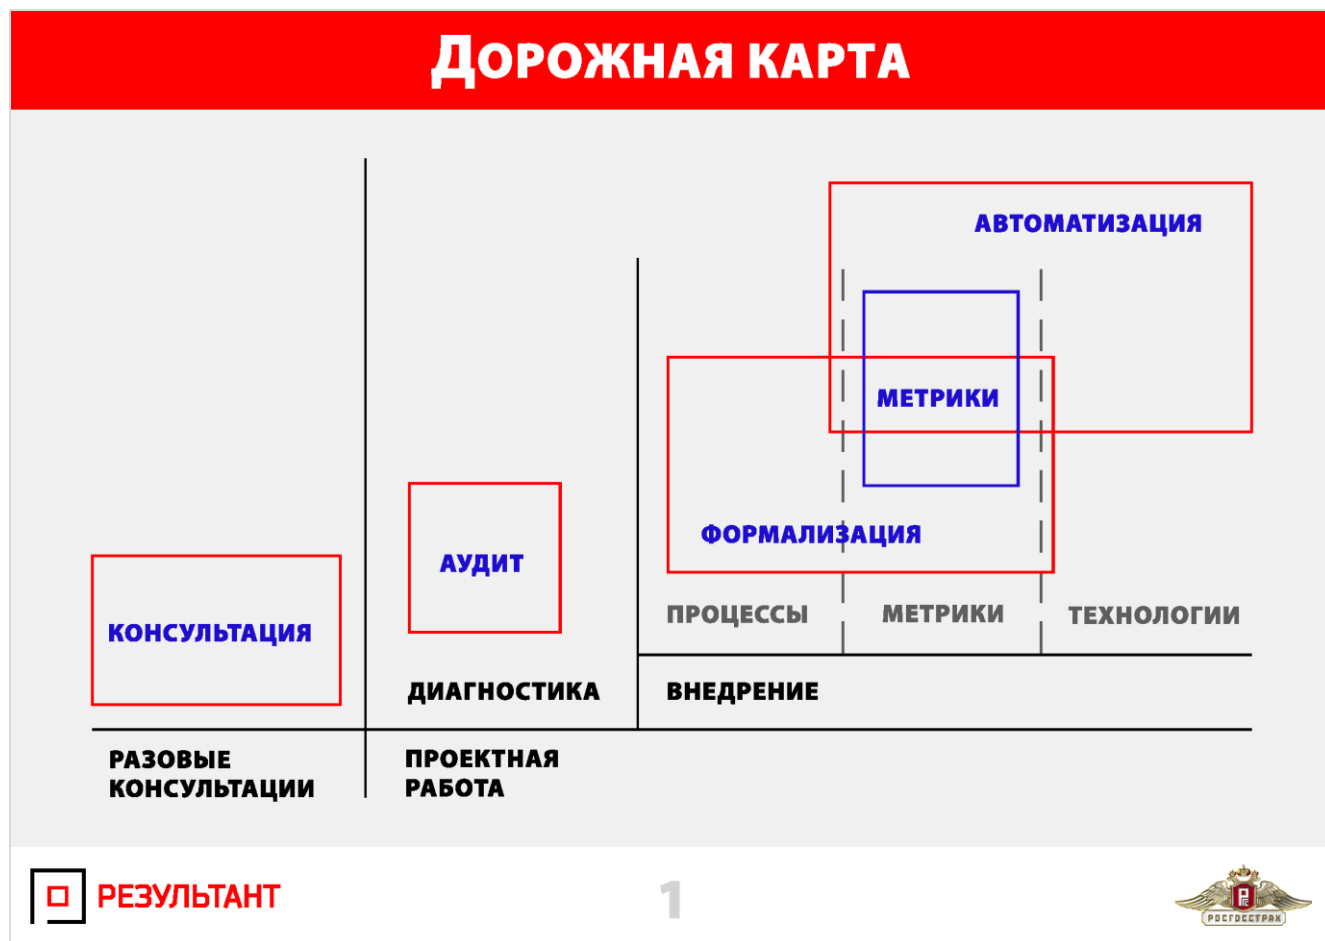 ДОРОЖНАЯ КАРТА
АВТОМАТИЗАЦИЯ
МЕТРИКИ
ФОРМАЛИЗАЦИЯ
АУДИТ
КОНСУЛЬТАЦИЯ
ПРОЦЕССЫ
МЕТРИКИ
ТЕХНОЛОГИИ
ДИАГНОСТИКА
ВНЕДРЕНИЕ
РАЗОВЫЕ
КОНСУЛЬТАЦИИ
ПРОЕКТНАЯ
РАБОТА
РЕЗУЛЬТАНТ
1
РОСГОССТРАХ